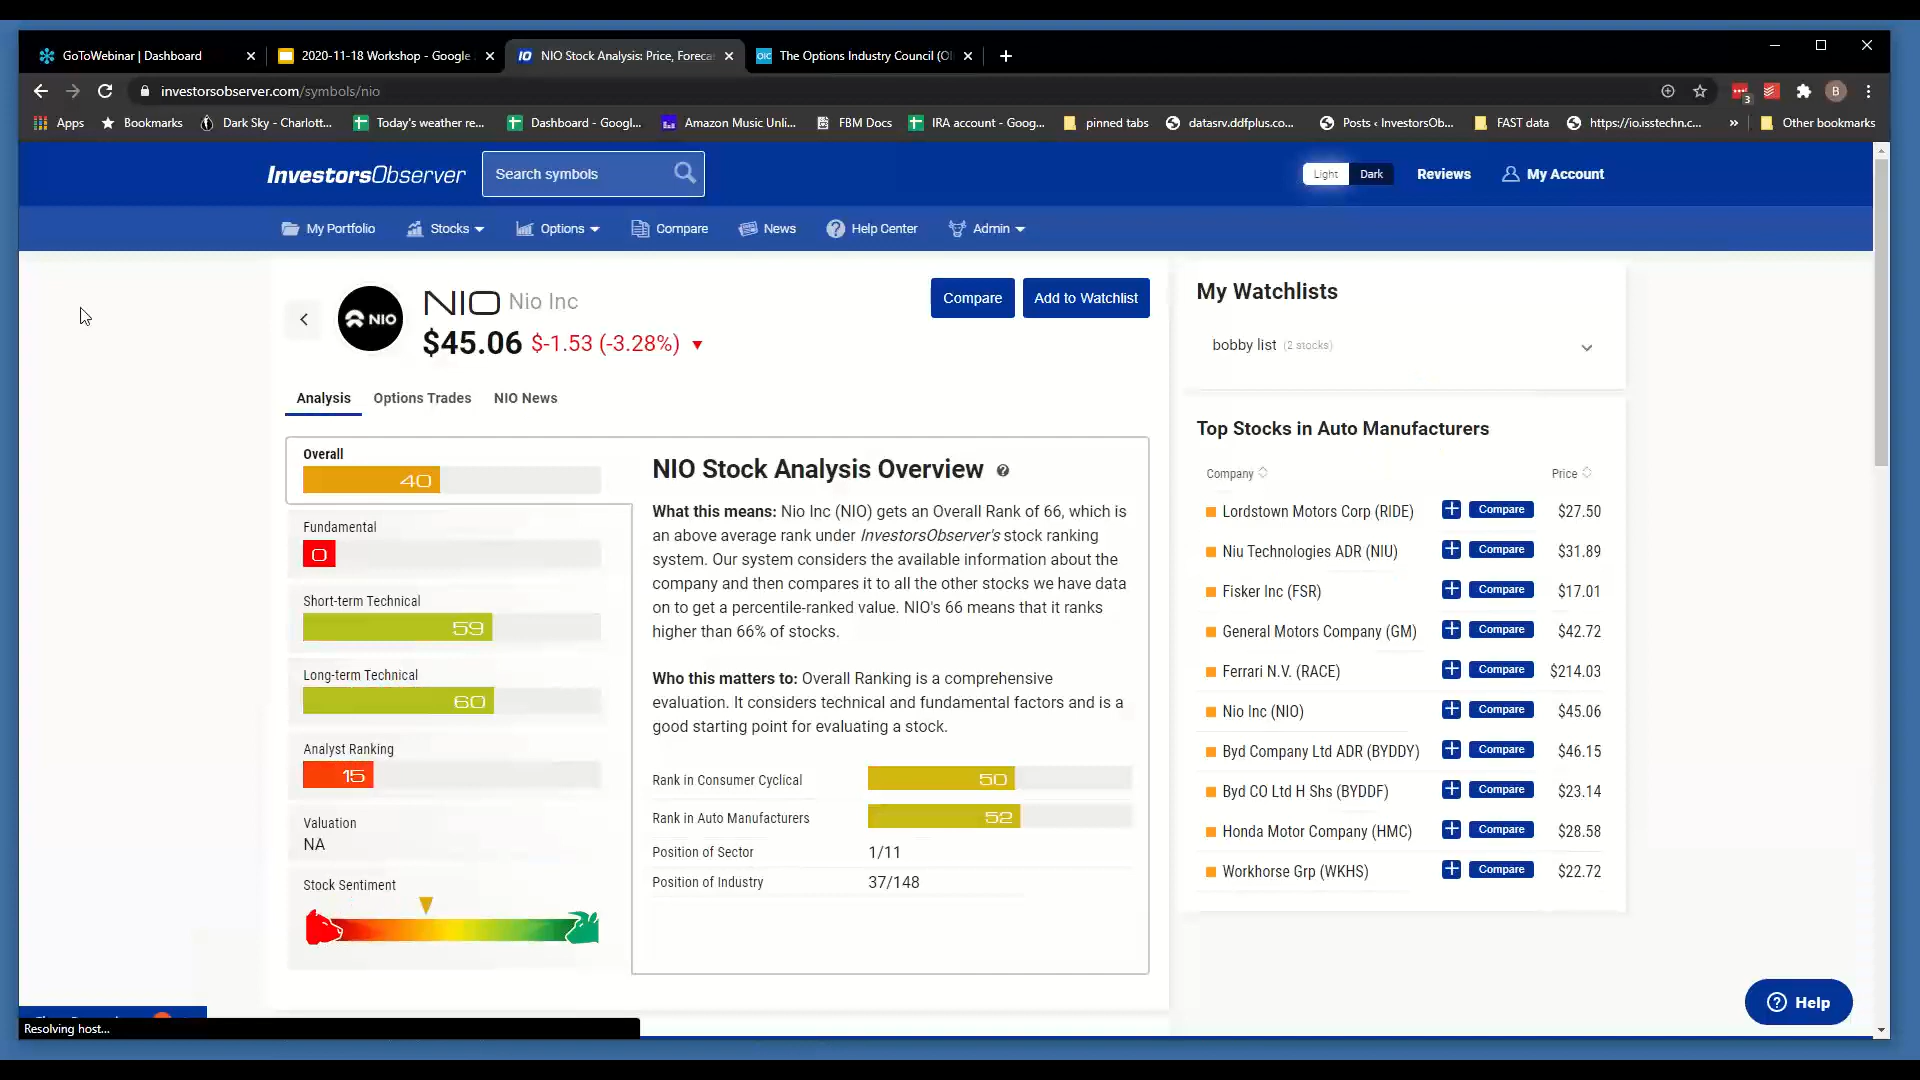 GoToWebinar | Dashboard
2020-11-18 Workshop - Google
NIO Stock Analysis: Price, Foreca
The Options Industry Council (OI
investorsobserver.com/symbols/nio
3
B
Apps
Bookmarks
Dark Sky - Charlott...
Today's weather re...
Dashboard - Googl...
Amazon Music Unli...
FBM Docs
IRA account - Goog...
pinned tabs
datasrv.ddfplus.co...
Posts ‹ InvestorsOb...
FAST data
https://io.isstechn.c...
»
Other bookmarks
InvestorsObserver
Search symbols
Light
Dark
Reviews
My Account
My Portfolio
Stocks
Options
Compare
News
Help Center
Admin
NIO
NIO Nio Inc
$45.06 $-1.53 (-3.28%)
Compare
Add to Watchlist
Analysis
Options Trades
NIO News
Overall
40
Fundamental
0
Short-term Technical
59
Long-term Technical
60
Analyst Ranking
15
Valuation
NA
Stock Sentiment
NIO Stock Analysis Overview
What this means: Nio Inc (NIO) gets an Overall Rank of 66, which is
an above average rank under InvestorsObserver's stock ranking
system. Our system considers the available information about the
company and then compares it to all the other stocks we have data
on to get a percentile-ranked value. NIO's 66 means that it ranks
higher than 66% of stocks.
Who this matters to: Overall Ranking is a comprehensive
evaluation. It considers technical and fundamental factors and is a
good starting point for evaluating a stock.
Rank in Consumer Cyclical 50
Rank in Auto Manufacturers 52
Position of Sector 1/11
Position of Industry 37/148
My Watchlists
bobby list (2 stocks)
Top Stocks in Auto Manufacturers
Company Price
Lordstown Motors Corp (RIDE) Compare $27.50
Niu Technologies ADR (NIU) Compare $31.89
Fisker Inc (FSR) Compare $17.01
General Motors Company (GM) Compare $42.72
Ferrari N.V. (RACE) Compare $214.03
Nio Inc (NIO) Compare $45.06
Byd Company Ltd ADR (BYDDY) Compare $46.15
Byd CO Ltd H Shs (BYDDF) Compare $23.14
Honda Motor Company (HMC) Compare $28.58
Workhorse Grp (WKHS) Compare $22.72
Help
Resolving host...